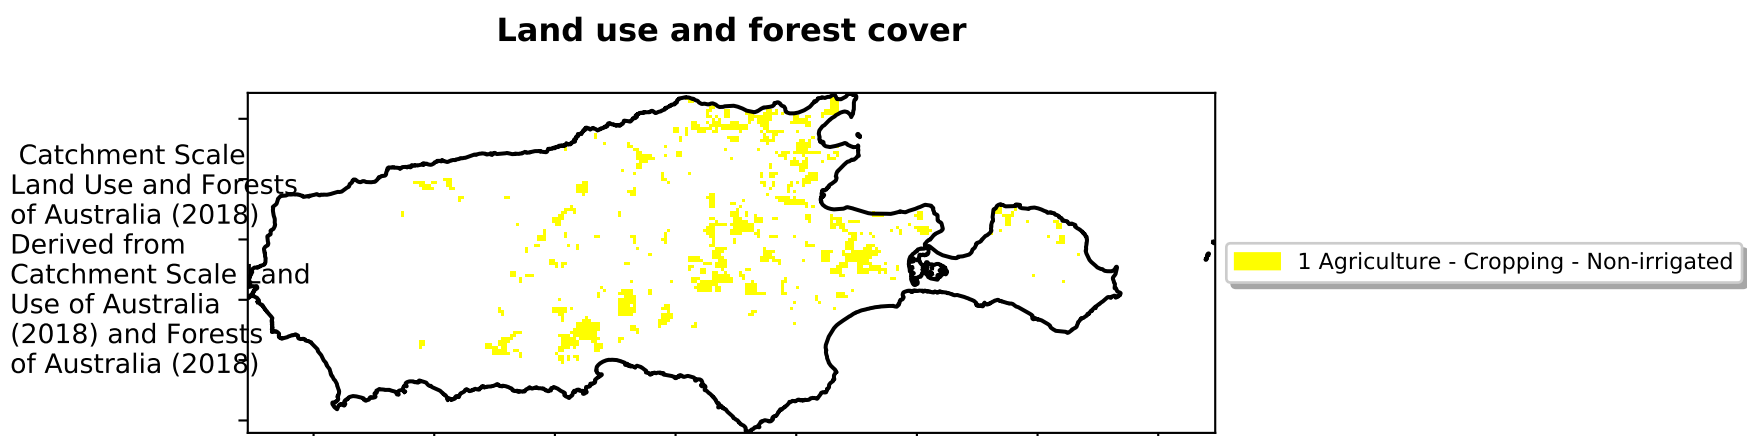 Land use and forest cover
Catchment Scale
Land Use and Forests
of Australia (2018)
Derived from
Catchment Scale Land
Use of Australia
(2018) and Forests
of Australia (2018)
1 Agriculture - Cropping - Non-irrigated